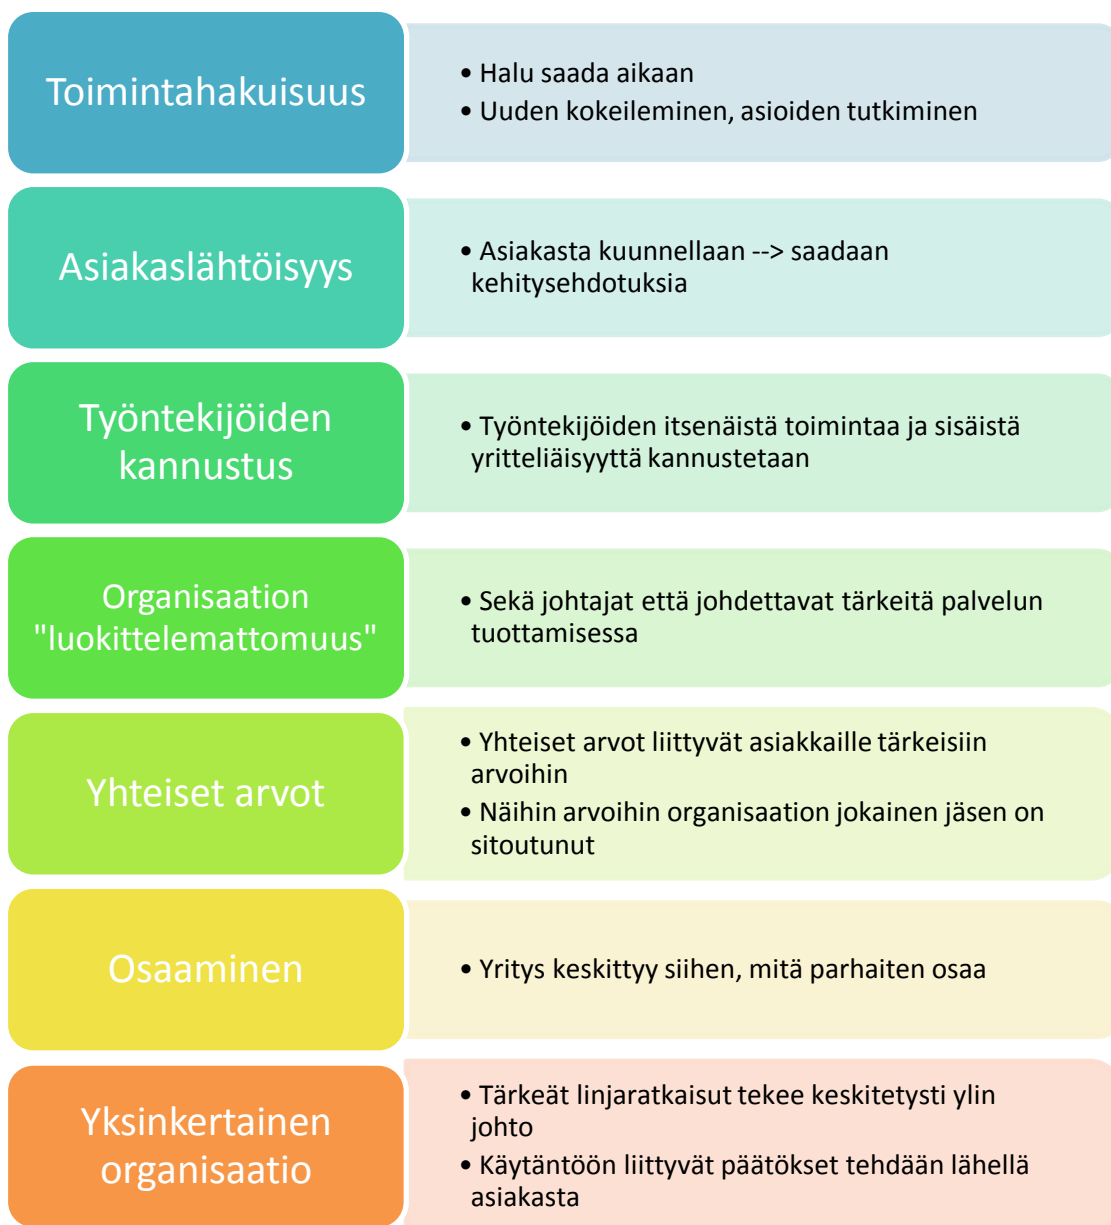 Toimintahakuisuus
• Halu saada aikaan
• Uuden kokeileminen, asioiden tutkiminen
Asiakaslähtöisyys
• Asiakasta kuunnellaan --> saadaan
kehitysehdotuksia
Työntekijöiden
kannustus
• Työntekijöiden itsenäistä toimintaa ja sisäistä
yritteliäisyyttä kannustetaan
Organisaation
"luokittelemattomuus"
• Sekä johtajat että johdettavat tärkeitä palvelun
tuottamisessa
Yhteiset arvot
• Yhteiset arvot liittyvät asiakkaille tärkeisiin
arvoihin
• Näihin arvoihin organisaation jokainen jäsen on
sitoutunut
Osaaminen
• Yritys keskittyy siihen, mitä parhaiten osaa
Yksinkertainen
organisaatio
• Tärkeät linjaratkaisut tekee keskitetysti ylin
johto
• Käytäntöön liittyvät päätökset tehdään lähellä
asiakasta